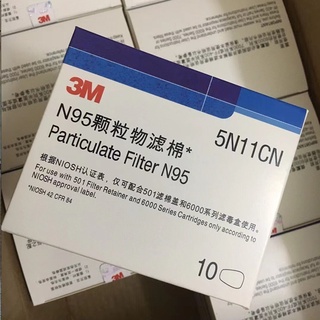 3M
N95颗粒物滤棉*
5N11CN
Particulate Filter N95
根据NIOSH认证表，仅可配合501滤棉盖和6000系列滤毒盒使用
For use with 501 Filter Retainer and 6000 Series Cartridges only according to
NIOSH approval label.
*NIOSH 42 CFR 84
10